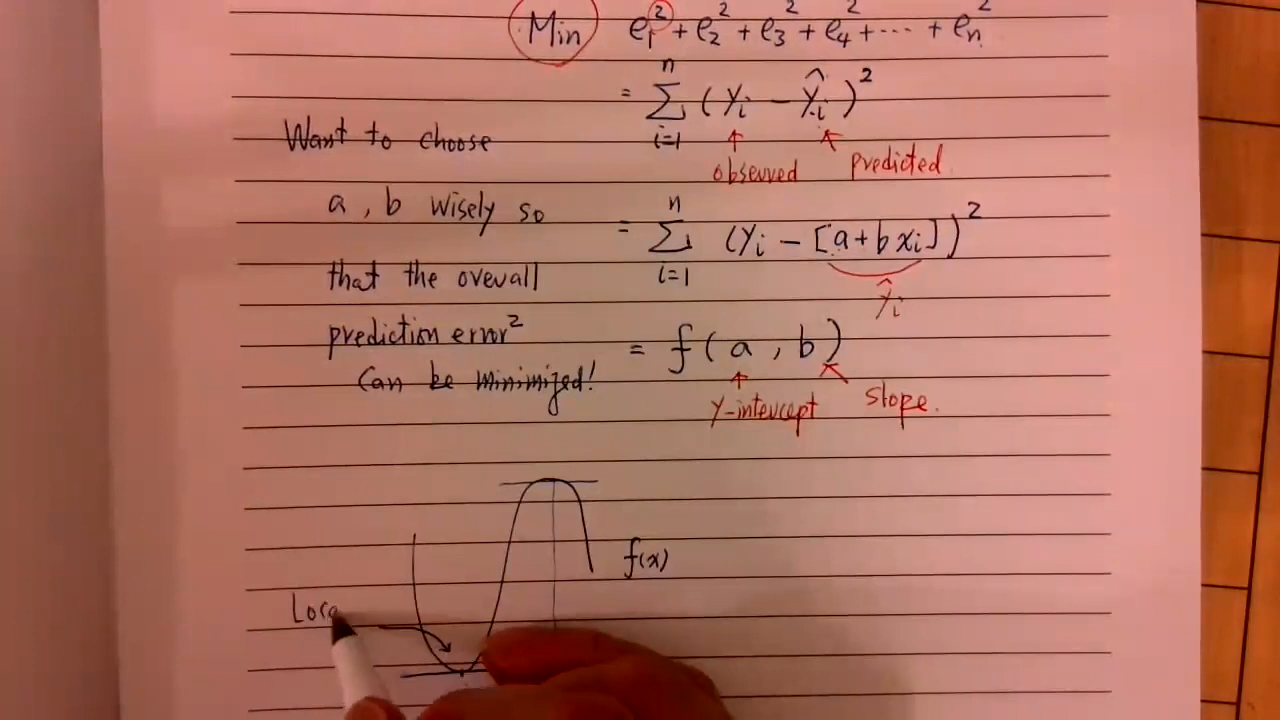 Min e₁² + e₂² + e₃² + e₄² + ··· + eₙ²
= Σᵢ₌₁ⁿ (yᵢ − ŷᵢ)²
observed predicted.
Want to choose
a, b wisely so
that the overall
prediction error²
can be minimized!
= Σᵢ₌₁ⁿ (yᵢ − [a + b xᵢ])²
ŷᵢ
= f(a, b)
y-intercept slope.
f(x)
Loca